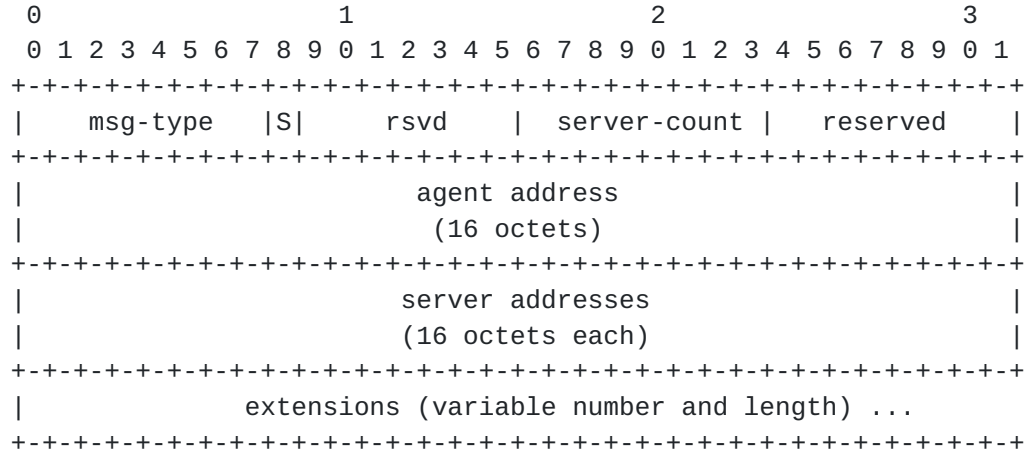 0                   1                   2                   3
 0 1 2 3 4 5 6 7 8 9 0 1 2 3 4 5 6 7 8 9 0 1 2 3 4 5 6 7 8 9 0 1
+-+-+-+-+-+-+-+-+-+-+-+-+-+-+-+-+-+-+-+-+-+-+-+-+-+-+-+-+-+-+-+-+
|    msg-type   |S|     rsvd    |  server-count |   reserved    |
+-+-+-+-+-+-+-+-+-+-+-+-+-+-+-+-+-+-+-+-+-+-+-+-+-+-+-+-+-+-+-+-+
|                         agent address                         |
|                          (16 octets)                          |
+-+-+-+-+-+-+-+-+-+-+-+-+-+-+-+-+-+-+-+-+-+-+-+-+-+-+-+-+-+-+-+-+
|                        server addresses                       |
|                        (16 octets each)                       |
+-+-+-+-+-+-+-+-+-+-+-+-+-+-+-+-+-+-+-+-+-+-+-+-+-+-+-+-+-+-+-+-+
|              extensions (variable number and length) ...
+-+-+-+-+-+-+-+-+-+-+-+-+-+-+-+-+-+-+-+-+-+-+-+-+-+-+-+-+-+-+-+-+